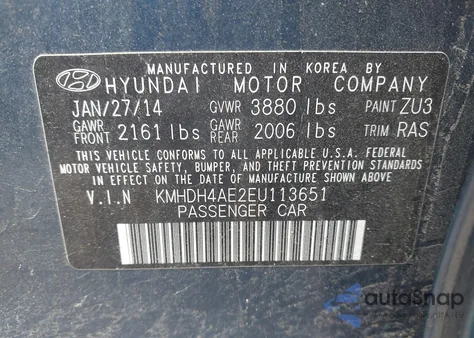 MANUFACTURED IN KOREA BY
HYUNDAI MOTOR COMPANY
JAN/27/14 GVWR 3880 lbs PAINT ZU3
GAWR FRONT 2161 lbs GAWR REAR 2006 lbs TRIM RAS
THIS VEHICLE CONFORMS TO ALL APPLICABLE U.S.A. FEDERAL
MOTOR VEHICLE SAFETY, BUMPER, AND THEFT PREVENTION
STANDARDS IN EFFECT ON THE DATE OF MANUFACTURE SHOWN ABOVE.
V.I.N KMHDH4AE2EU113651
PASSENGER CAR
autoSnap